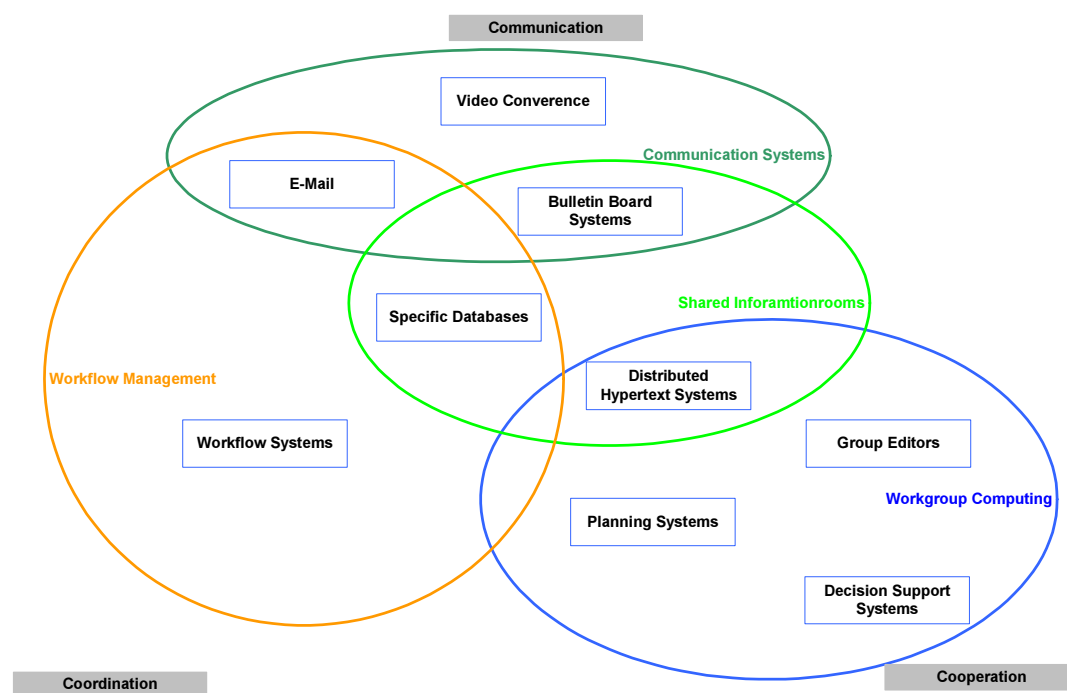 Communication
Video Converence
Communication Systems
E-Mail
Bulletin Board
Systems
Shared Inforamtionrooms
Specific Databases
Workflow Management
Distributed
Hypertext Systems
Workflow Systems
Group Editors
Workgroup Computing
Planning Systems
Decision Support
Systems
Coordination
Cooperation